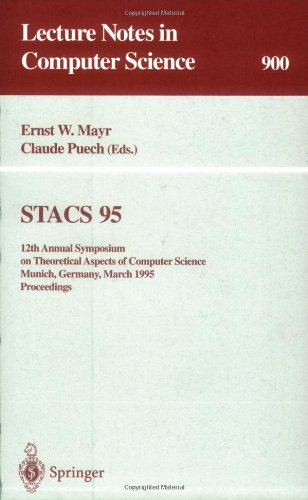 Lecture Notes in
Computer Science 900
Ernst W. Mayr
Claude Puech (Eds.)
STACS 95
12th Annual Symposium
on Theoretical Aspects of Computer Science
Munich, Germany, March 1995
Proceedings
Springer